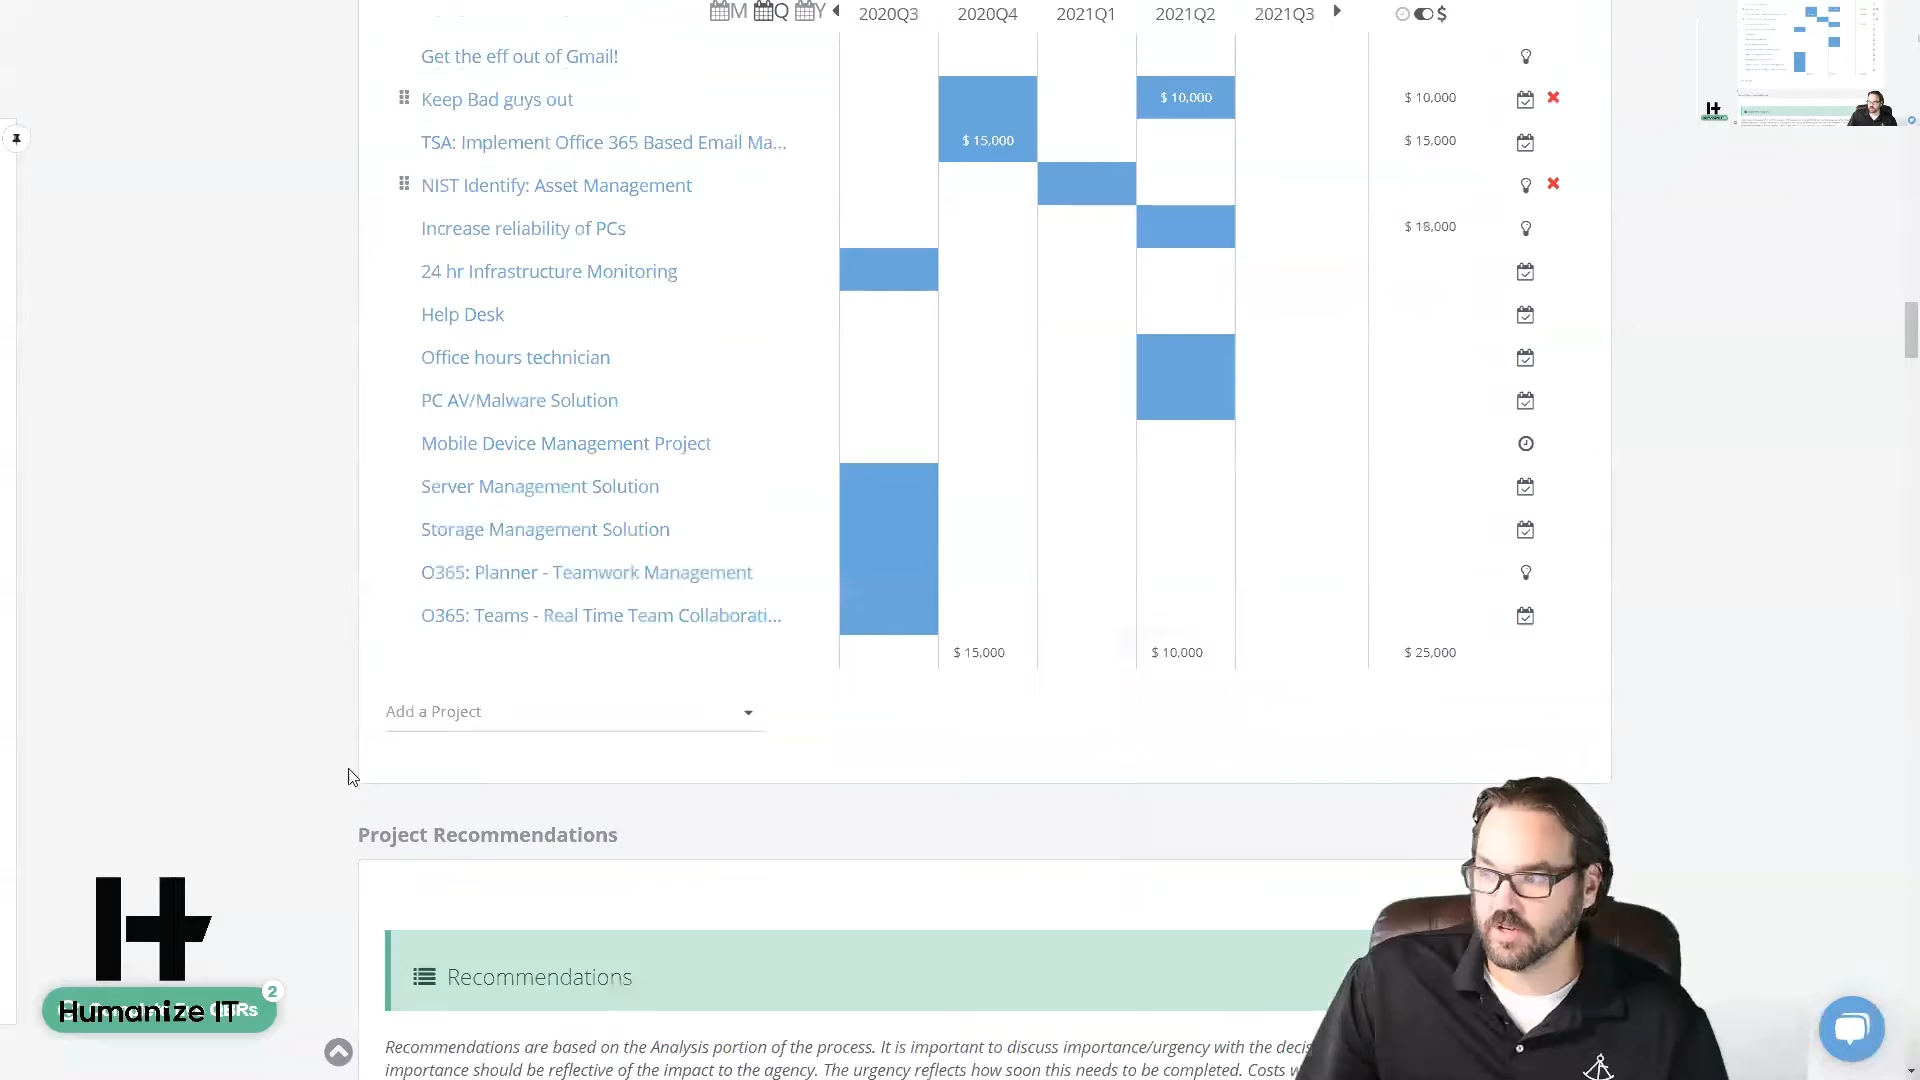 M Q Y 2020Q3 2020Q4 2021Q1 2021Q2 2021Q3 $
Get the eff out of Gmail!
Keep Bad guys out $ 10,000 $ 10,000
TSA: Implement Office 365 Based Email Ma... $ 15,000 $ 15,000
NIST Identify: Asset Management
Increase reliability of PCs
24 hr Infrastructure Monitoring
Help Desk
Office hours technician
PC AV/Malware Solution
Mobile Device Management Project
Server Management Solution
Storage Management Solution
O365: Planner - Teamwork Management
O365: Teams - Real Time Team Collaborati...
$ 15,000 $ 10,000 $ 25,000
Add a Project
Project Recommendations
Recommendations
2
Humanize IT
Recommendations are based on the Analysis portion of the process. It is important to discuss importance/urgency with the
importance should be reflective of the impact to the agency. The urgency reflects how soon this needs to be completed. Costs